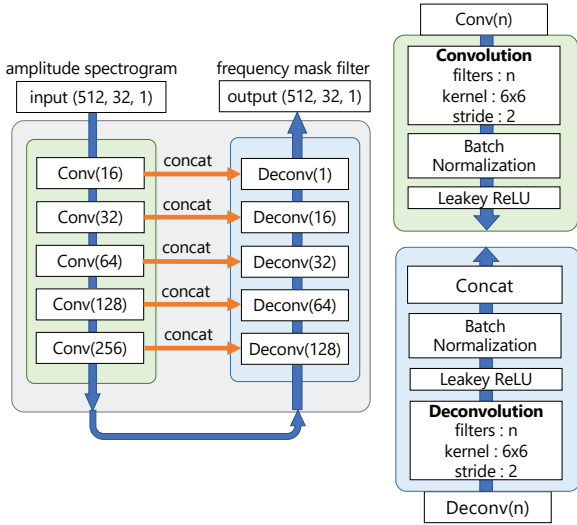 amplitude spectrogram
input (512, 32, 1)
frequency mask filter
output (512, 32, 1)
Conv(16)
concat
Deconv(1)
Conv(32)
concat
Deconv(16)
Conv(64)
concat
Deconv(32)
Conv(128)
concat
Deconv(64)
Conv(256)
concat
Deconv(128)
Conv(n)
Convolution
filters : n
kernel : 6x6
stride : 2
Batch
Normalization
Leakey ReLU
Concat
Batch
Normalization
Leakey ReLU
Deconvolution
filters : n
kernel : 6x6
stride : 2
Deconv(n)